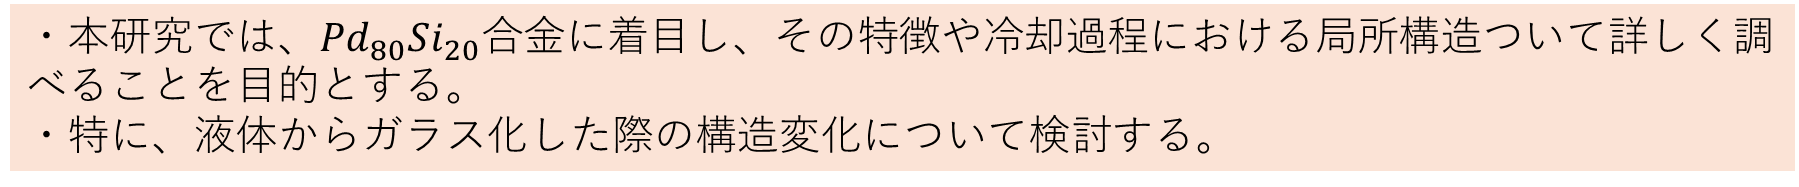 ・本研究では、Pd₈₀Si₂₀合金に着目し、その特徴や冷却過程における局所構造ついて詳しく調
べることを目的とする。
・特に、液体からガラス化した際の構造変化について検討する。